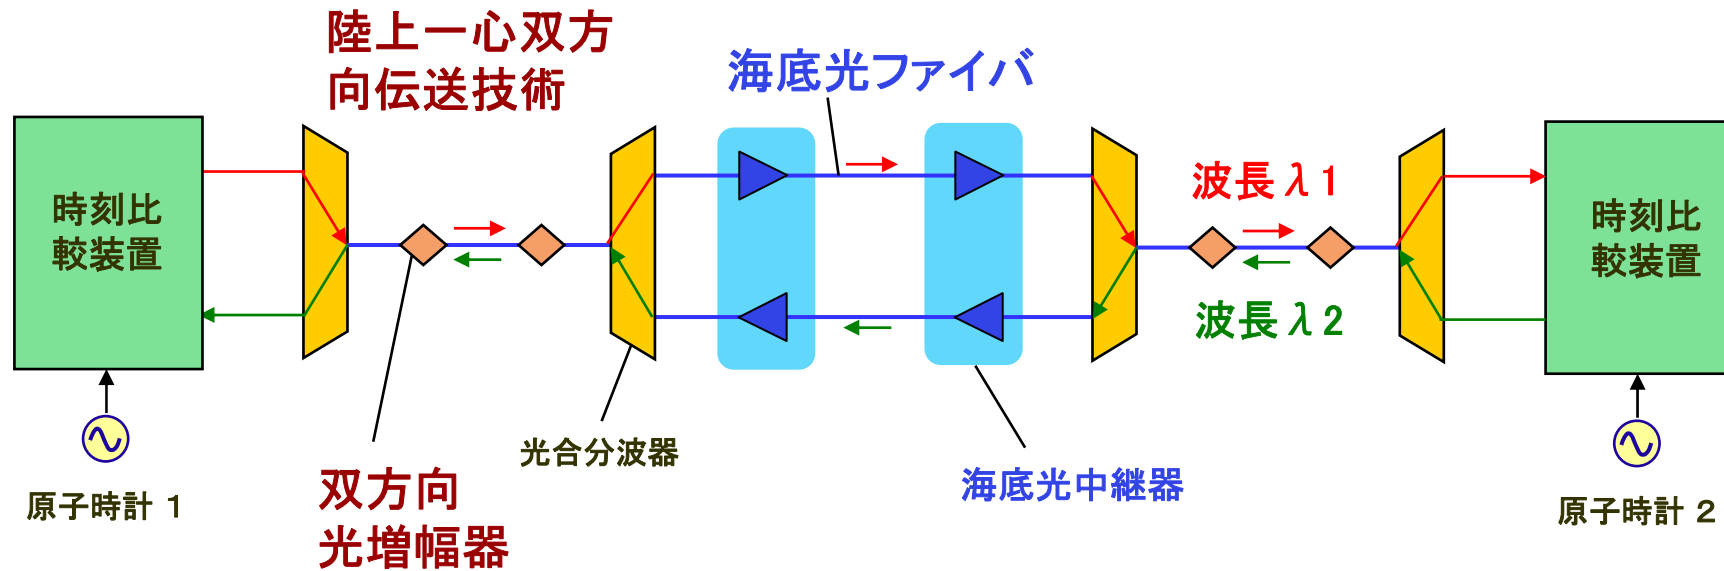 陸上一心双方
向伝送技術
海底光ファイバ
時刻比
較装置
波長λ1
波長λ2
時刻比
較装置
光合分波器
双方向
光増幅器
海底光中継器
原子時計 1
原子時計 2